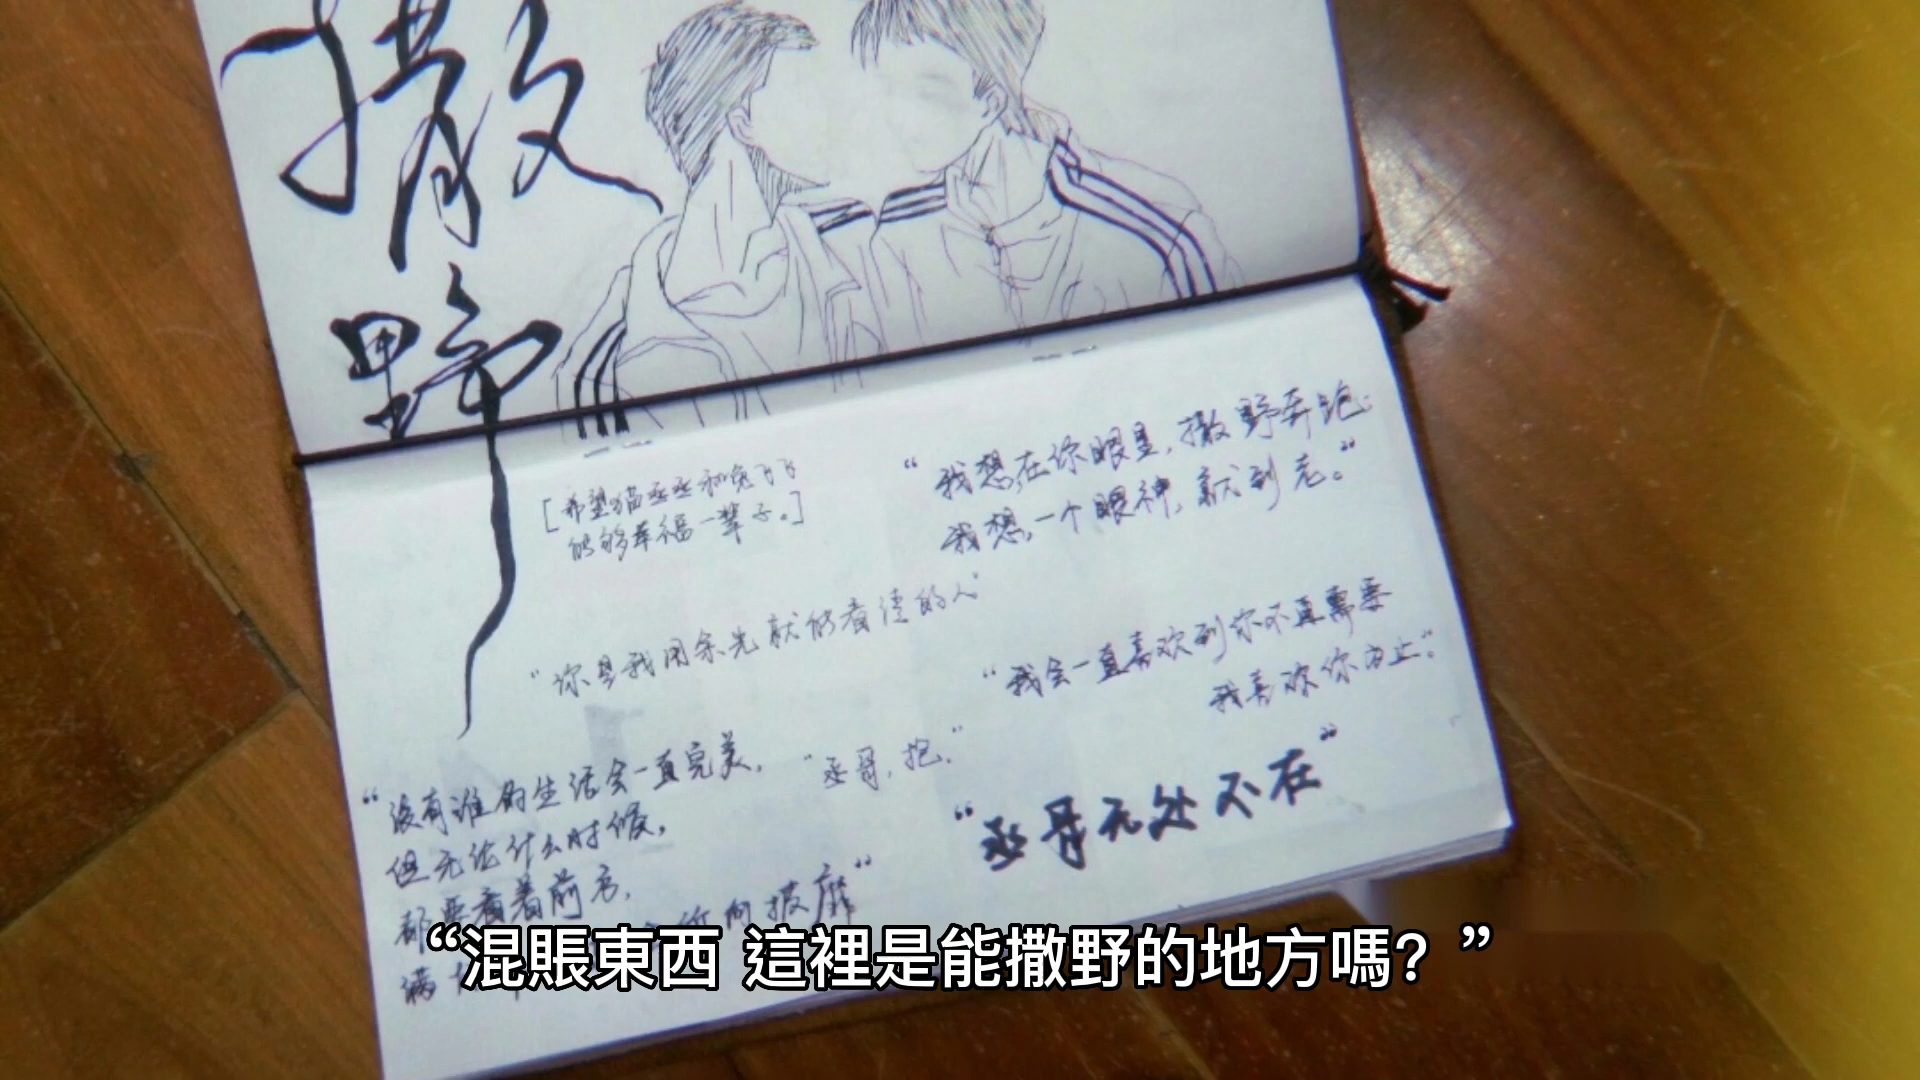 撒
野
[希望猫丞丞和兔飞飞
能够幸福一辈子。]
“我想,在你眼里,撒野奔跑.
我想,一个眼神,就到老。”
“你是我用余光就能看清的人”
“我会一直喜欢到你不再需要
我喜欢你为止.”
“丞哥,抱.”
“没有谁的生活会一直完美,
但无论什么时候,
都要看着前方,
满
所向披靡”
“丞哥无处不在”
“混賬東西 這裡是能撒野的地方嗎？”